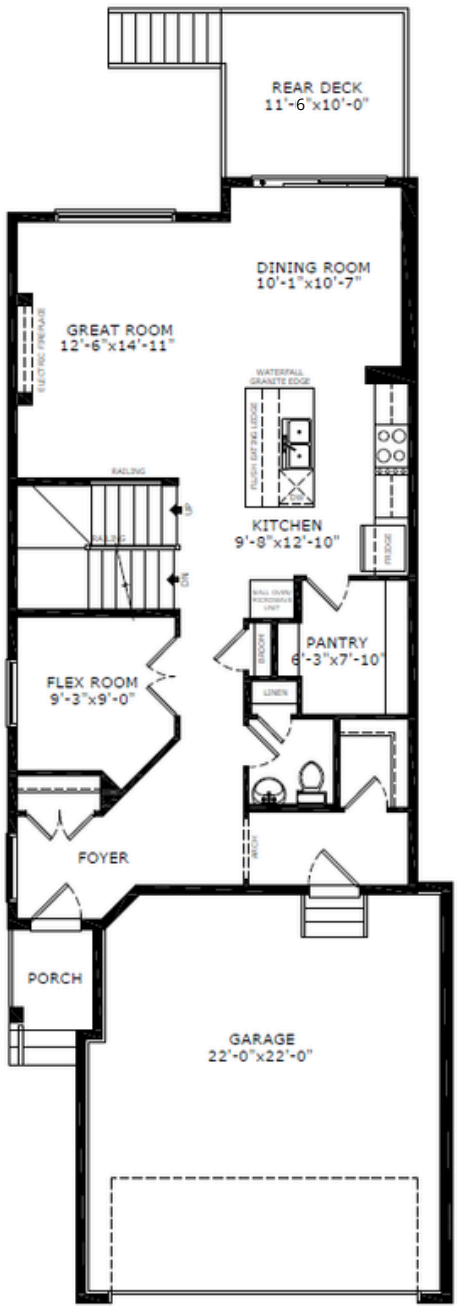 REAR DECK
11'-6"x10'-0"
DINING ROOM
10'-1"x10'-7"
GREAT ROOM
12'-6"x14'-11"
ELECTRIC FIREPLACE
WATERFALL
GRANITE EDGE
FLUSH EATING LEDGE
DW
RAILING
UP
KITCHEN
9'-8"x12'-10"
FRIDGE
RAILING
DN
WALL OVEN/
MICROWAVE
UNIT
PANTRY
6'-3"x7'-10"
BROOM
FLEX ROOM
9'-3"x9'-0"
LINEN
ARCH
FOYER
PORCH
GARAGE
22'-0"x22'-0"